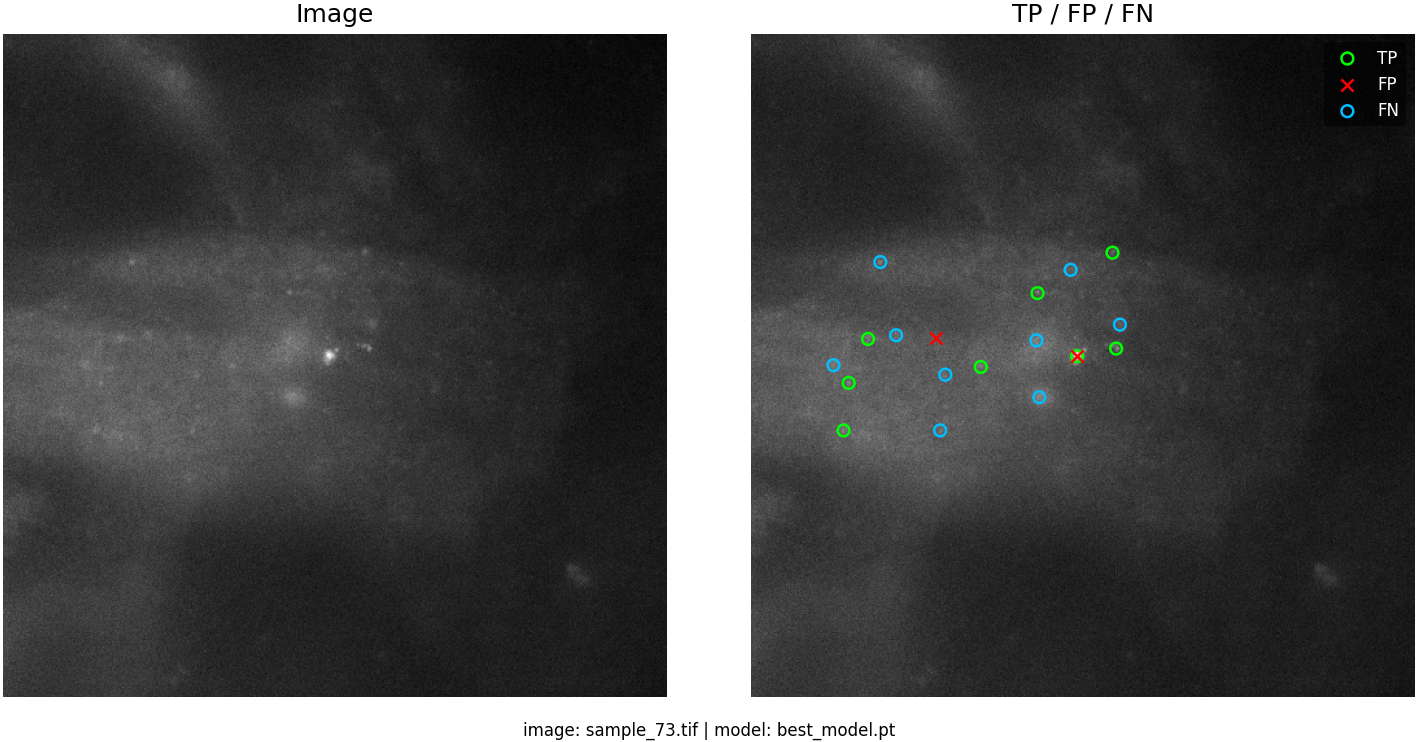 Image
TP / FP / FN
TP
FP
FN
image: sample_73.tif | model: best_model.pt